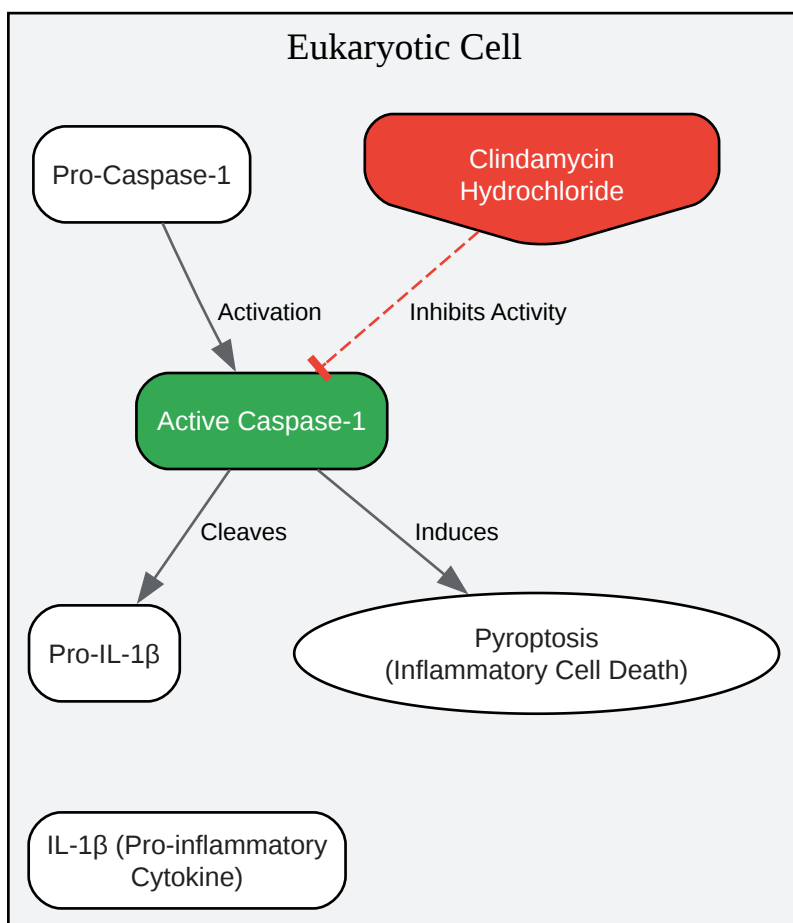 Eukaryotic Cell
Pro-Caspase-1
Clindamycin
Hydrochloride
Activation
Inhibits Activity
Active Caspase-1
Cleaves
Induces
Pro-IL-1β
Pyroptosis
(Inflammatory Cell Death)
IL-1β (Pro-inflammatory
Cytokine)